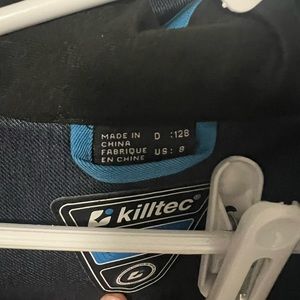 MADE IN D :128
CHINA
FABRIQUE US: 8
EN CHINE
killtec